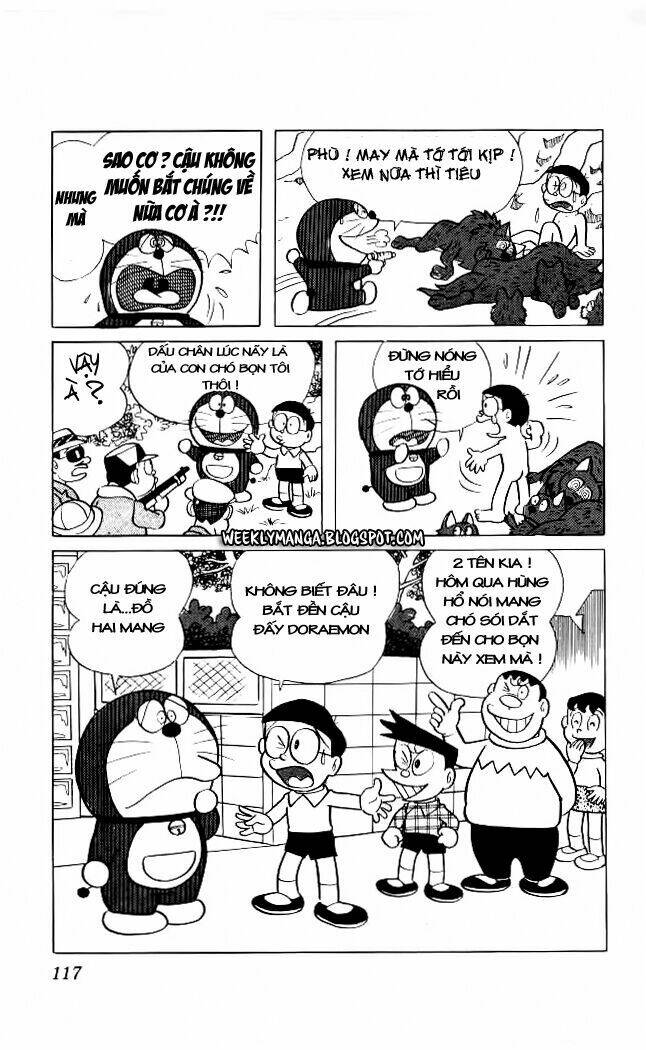 PHÙ ! MAY MÀ TỚ TỚI KỊP !
XEM NỮA THÌ TIÊU
SAO CƠ ? CẬU KHÔNG
MUỐN BẮT CHÚNG VỀ
NỮA CƠ À ?!!
NHƯNG
MÀ
ĐỪNG NÓNG
TỚ HIỂU
RỒI
DẤU CHÂN LÚC NÃY LÀ
CỦA CON CHÓ BỌN TÔI
THÔI !
VẬY
À ?
WEEKLYMANGA.BLOGSPOT.COM
2 TÊN KIA !
HÔM QUA HÙNG
HỔ NÓI MANG
CHÓ SÓI DẮT
ĐẾN CHO BỌN
NÀY XEM MÀ !
KHÔNG BIẾT ĐÂU !
BẮT ĐỀN CẬU
ĐẤY DORAEMON
CẬU ĐÚNG
LÀ...ĐỒ
HAI MANG
117